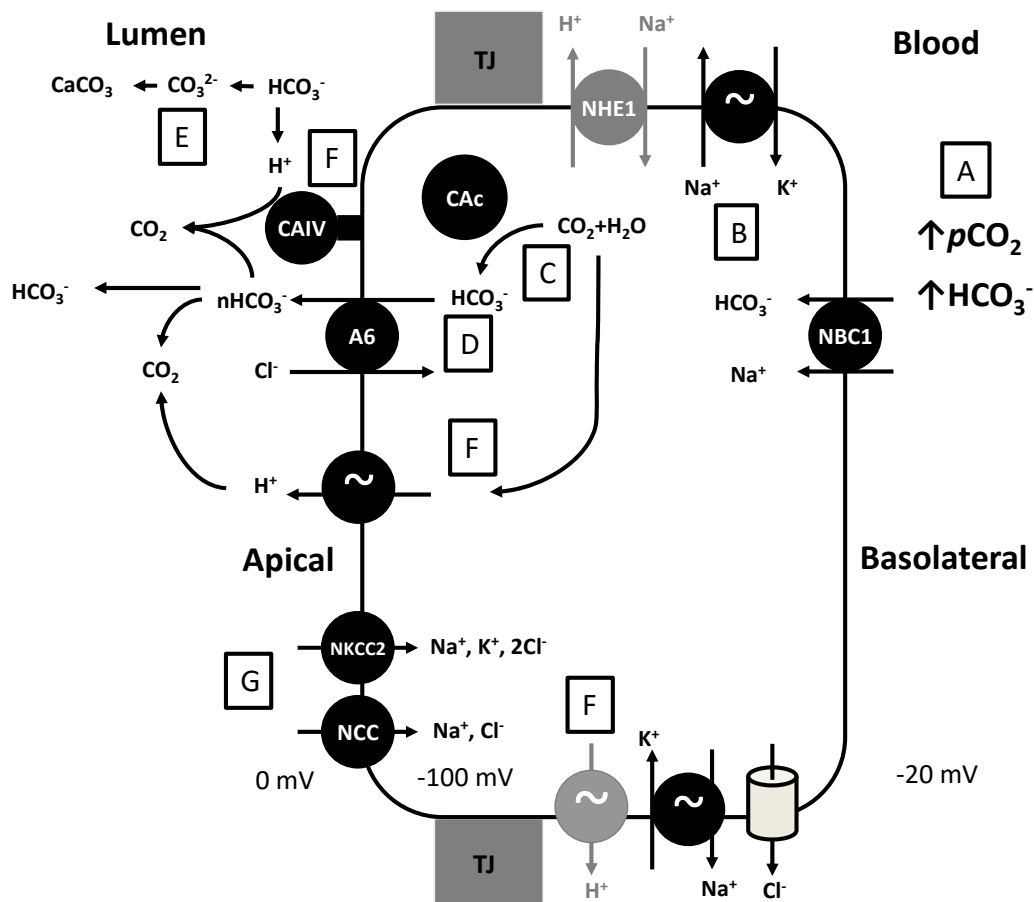 Lumen
TJ
H⁺
Na⁺
Blood
CaCO₃
CO₃²⁻
HCO₃⁻
NHE1
~
E
H⁺
F
A
CAc
Na⁺
K⁺
CO₂
CAIV
CO₂+H₂O
B
↑pCO₂
C
HCO₃⁻
nHCO₃⁻
HCO₃⁻
HCO₃⁻
↑HCO₃⁻
A6
D
NBC1
CO₂
Cl⁻
Na⁺
F
~
H⁺
Apical
Basolateral
NKCC2
Na⁺, K⁺, 2Cl⁻
G
F
NCC
Na⁺, Cl⁻
K⁺
0 mV
-100 mV
-20 mV
~
~
TJ
H⁺
Na⁺
Cl⁻